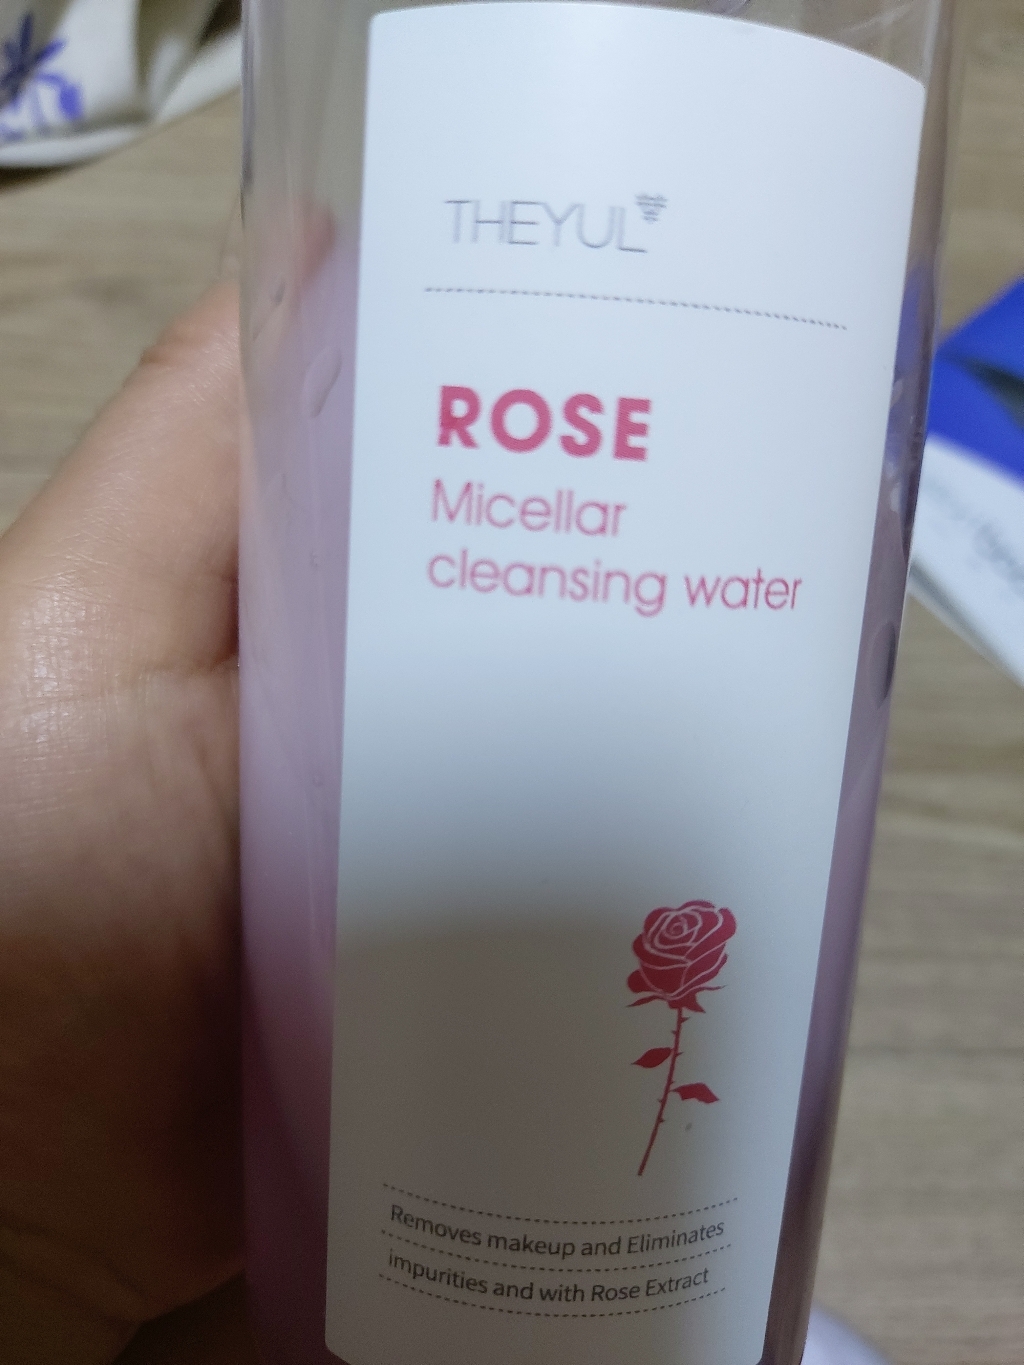 THEYUL
ROSE
Micellar
cleansing water
Removes makeup and Eliminates
impurities and with Rose Extract